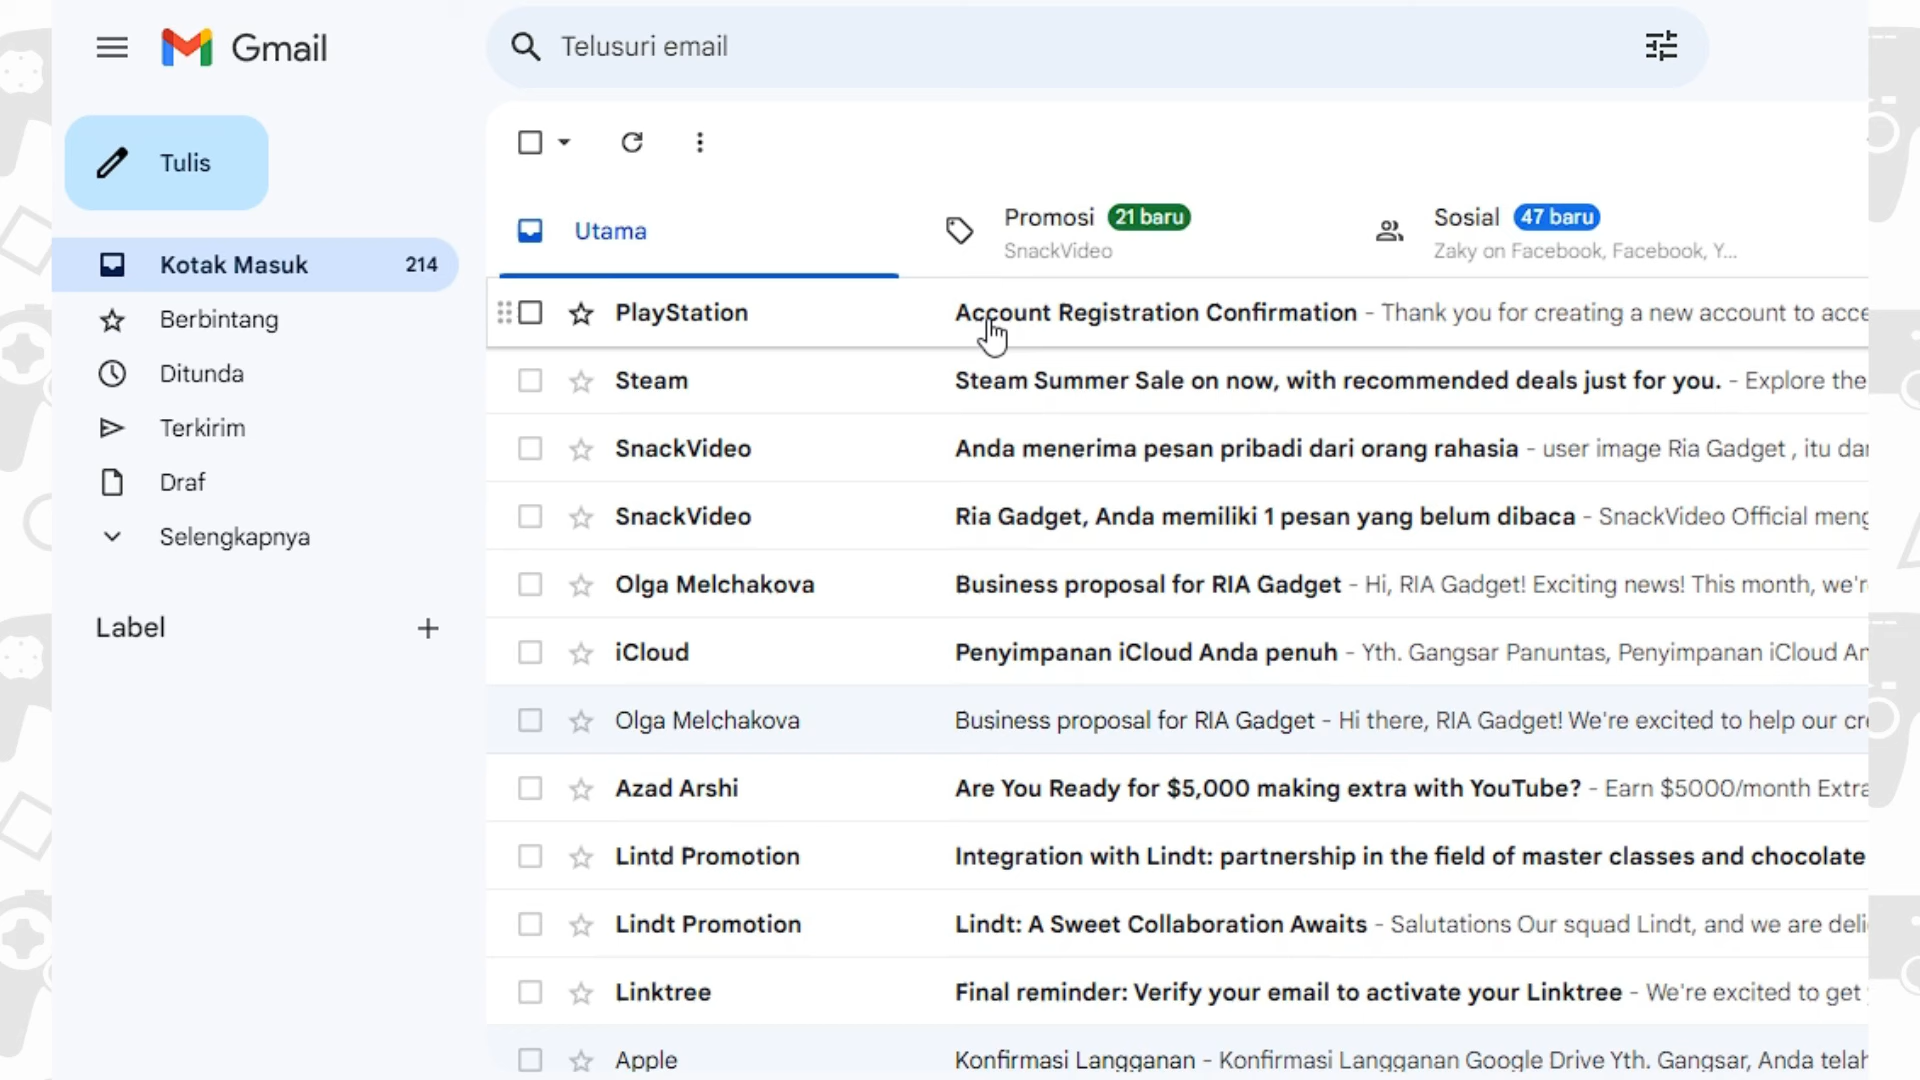 Gmail
Telusuri email
Tulis
Kotak Masuk 214
Berbintang
Ditunda
Terkirim
Draf
Selengkapnya
Label
Utama
Promosi 21 baru
SnackVideo
Sosial 47 baru
Zaky on Facebook, Facebook, Y...
PlayStation Account Registration Confirmation - Thank you for creating a new account to acce
Steam Steam Summer Sale on now, with recommended deals just for you. - Explore the
SnackVideo Anda menerima pesan pribadi dari orang rahasia - user image Ria Gadget , itu dar
SnackVideo Ria Gadget, Anda memiliki 1 pesan yang belum dibaca - SnackVideo Official meng
Olga Melchakova Business proposal for RIA Gadget - Hi, RIA Gadget! Exciting news! This month, we'r
iCloud Penyimpanan iCloud Anda penuh - Yth. Gangsar Panuntas, Penyimpanan iCloud An
Olga Melchakova Business proposal for RIA Gadget - Hi there, RIA Gadget! We're excited to help our cr
Azad Arshi Are You Ready for $5,000 making extra with YouTube? - Earn $5000/month Extra
Lintd Promotion Integration with Lindt: partnership in the field of master classes and chocolate
Lindt Promotion Lindt: A Sweet Collaboration Awaits - Salutations Our squad Lindt, and we are deli
Linktree Final reminder: Verify your email to activate your Linktree - We're excited to get
Apple Konfirmasi Langganan - Konfirmasi Langganan Google Drive Yth. Gangsar, Anda telah